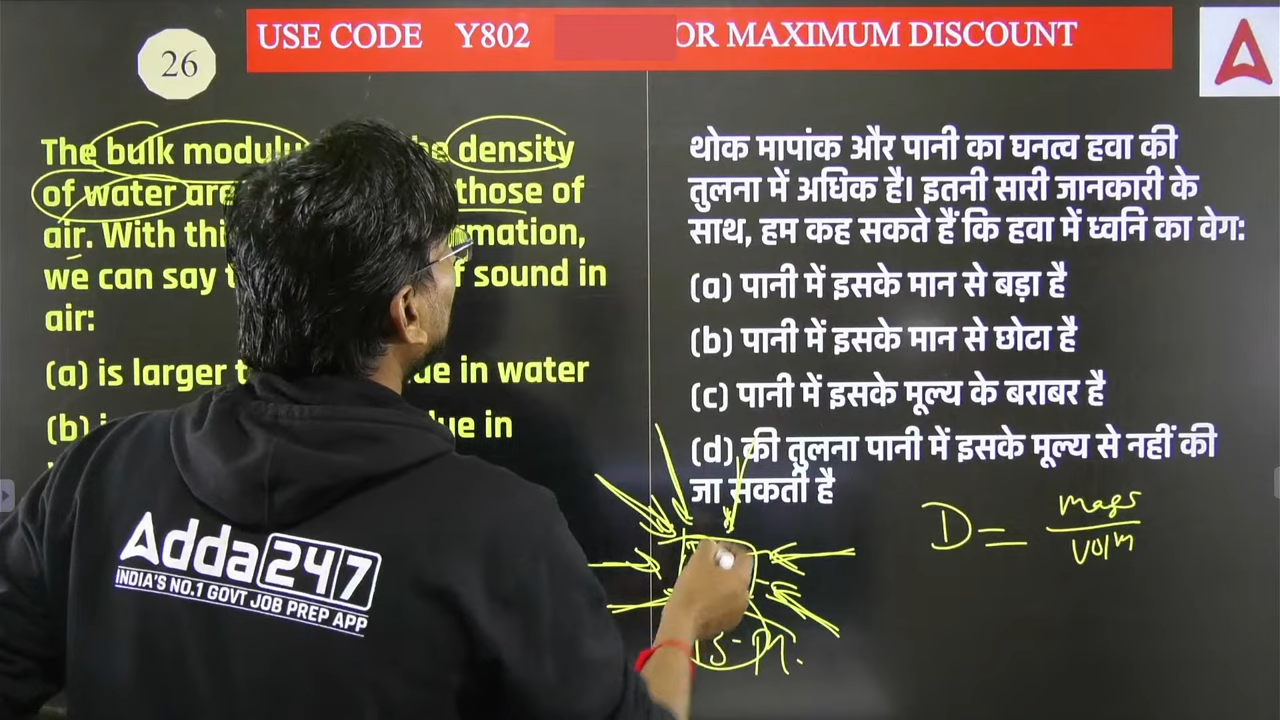 USE CODE Y802 OR MAXIMUM DISCOUNT
26
The bulk modulu he density
of water are those of
air. With thi mation,
we can say t f sound in
air:
(a) is larger t ue in water
(b) i ue in
थोक मापांक और पानी का घनत्व हवा की
तुलना में अधिक है। इतनी सारी जानकारी के
साथ, हम कह सकते हैं कि हवा में ध्वनि का वेग:
(a) पानी में इसके मान से बड़ा है
(b) पानी में इसके मान से छोटा है
(c) पानी में इसके मूल्य के बराबर है
(d) की तुलना पानी में इसके मूल्य से नहीं की
जा सकती है
D = mass
volm
B-M.
Adda247
INDIA'S NO.1 GOVT JOB PREP APP